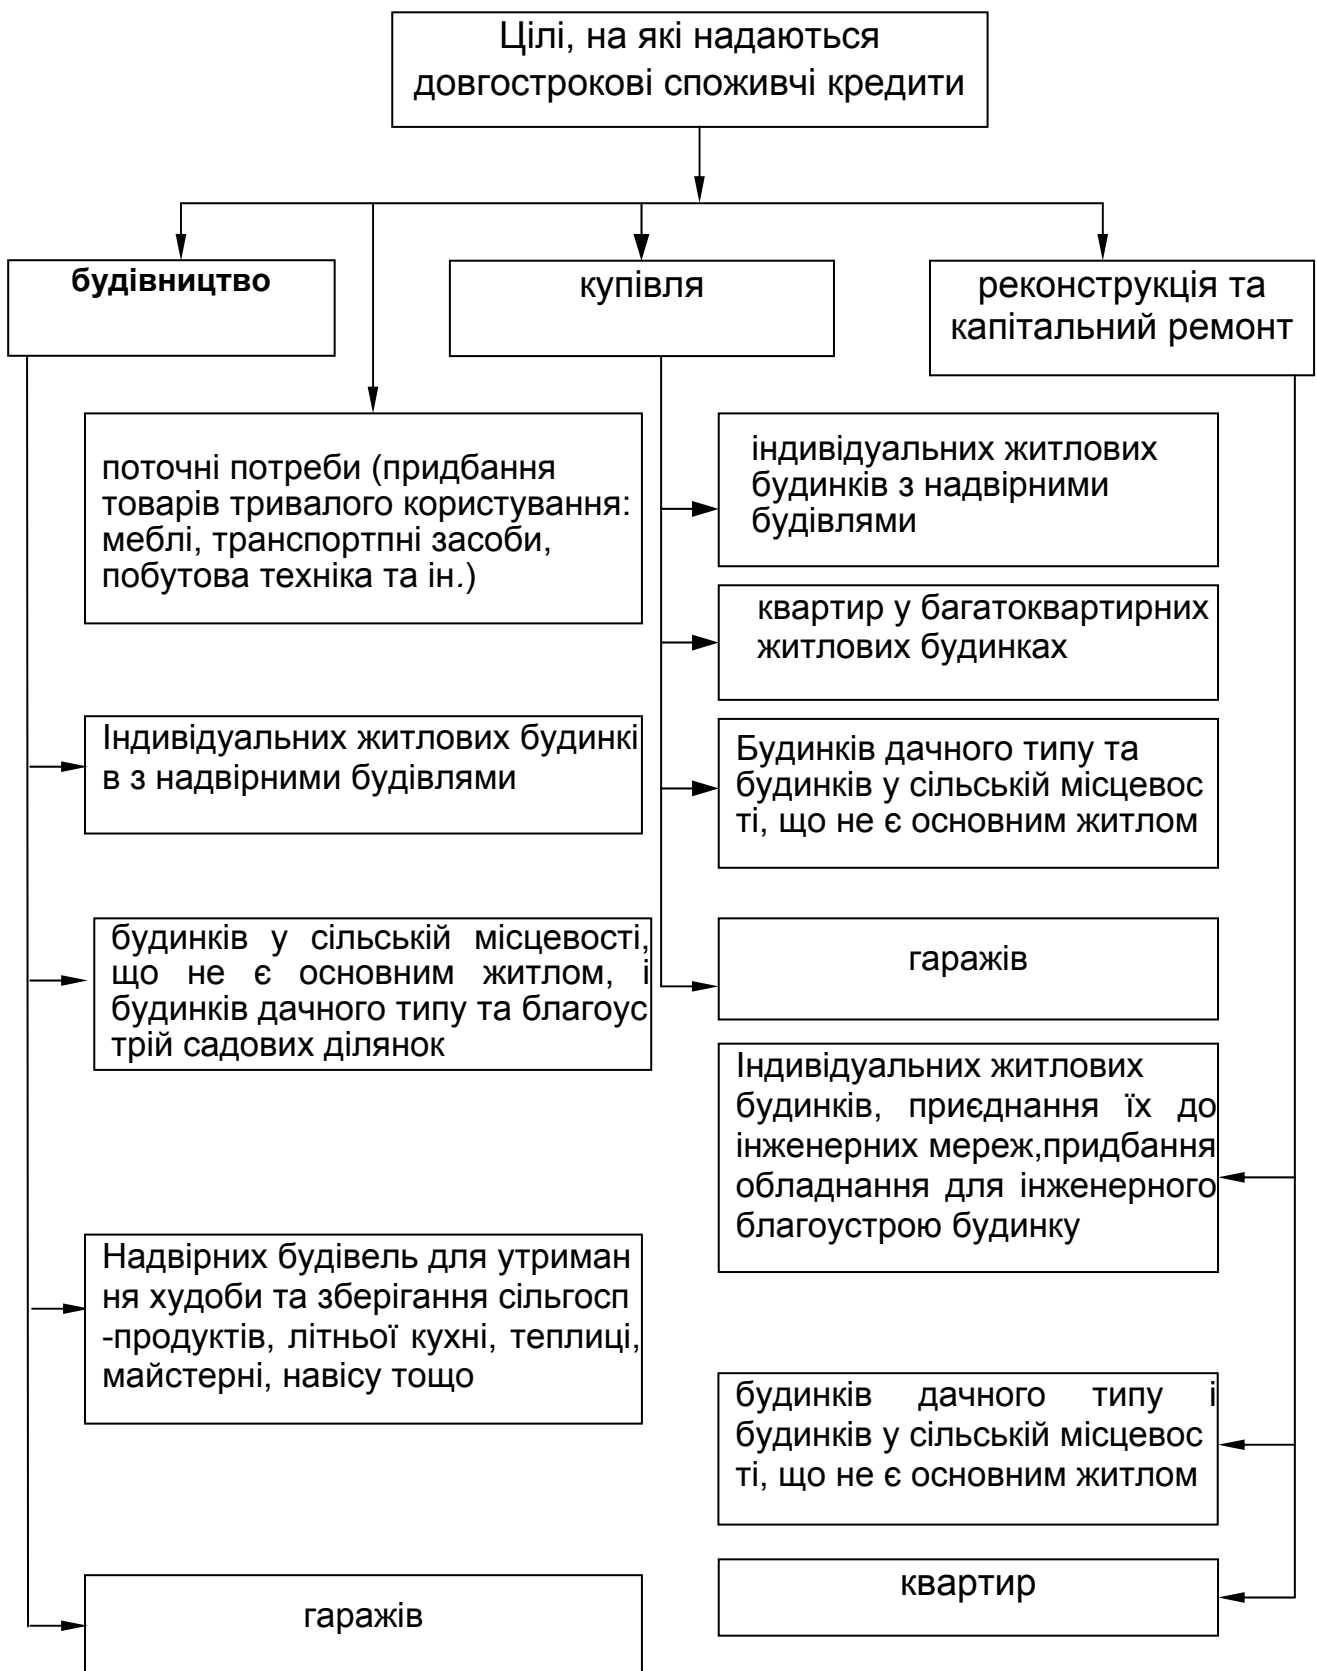 Цілі, на які надаються
довгострокові споживчі кредити
будівництво
купівля
реконструкція та
капітальний ремонт
поточні потреби (придбання
товарів тривалого користування:
меблі, транспортпні засоби,
побутова техніка та ін.)
індивідуальних житлових
будинків з надвірними
будівлями
квартир у багатоквартирних
житлових будинках
Індивідуальних житлових будинкі
в з надвірними будівлями
Будинків дачного типу та
будинків у сільській місцевос
ті, що не є основним житлом
будинків у сільській місцевості,
що не є основним житлом, і
будинків дачного типу та благоус
трій садових ділянок
гаражів
Індивідуальних житлових
будинків, приєднання їх до
інженерних мереж,придбання
обладнання для інженерного
благоустрою будинку
Надвірних будівель для утриман
ня худоби та зберігання сільгосп
-продуктів, літньої кухні, теплиці,
майстерні, навісу тощо
будинків дачного типу і
будинків у сільській місцевос
ті, що не є основним житлом
квартир
гаражів